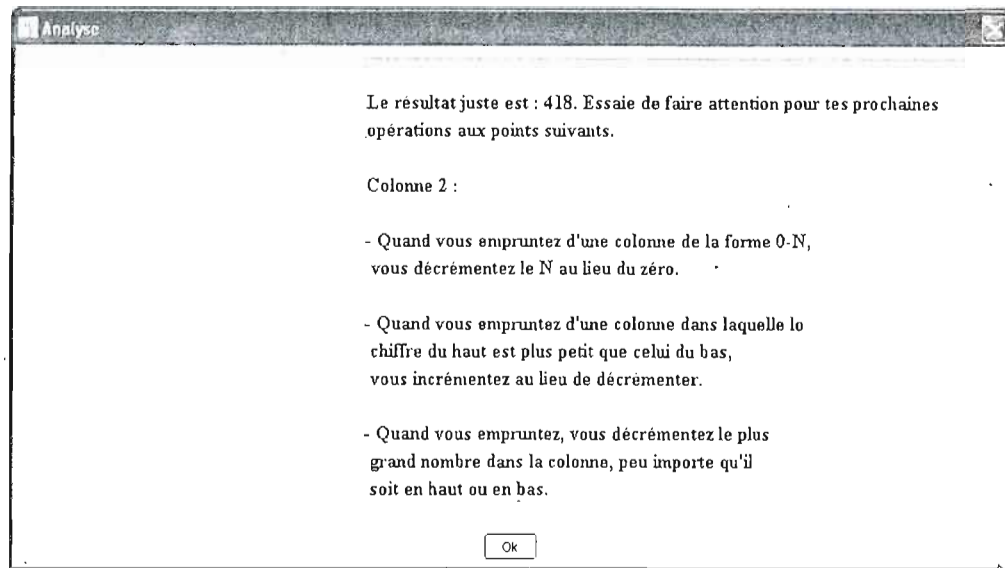 Analyse
Le résultat juste est : 418. Essaie de faire attention pour tes prochaines
opérations aux points suivants.
Colonne 2 :
- Quand vous empruntez d'une colonne de la forme 0-N,
vous décrémentez le N au lieu du zéro.
- Quand vous empruntez d'une colonne dans laquelle le
chiffre du haut est plus petit que celui du bas,
vous incrémentez au lieu de décrémenter.
- Quand vous empruntez, vous décrémentez le plus
grand nombre dans la colonne, peu importe qu'il
soit en haut ou en bas.
Ok